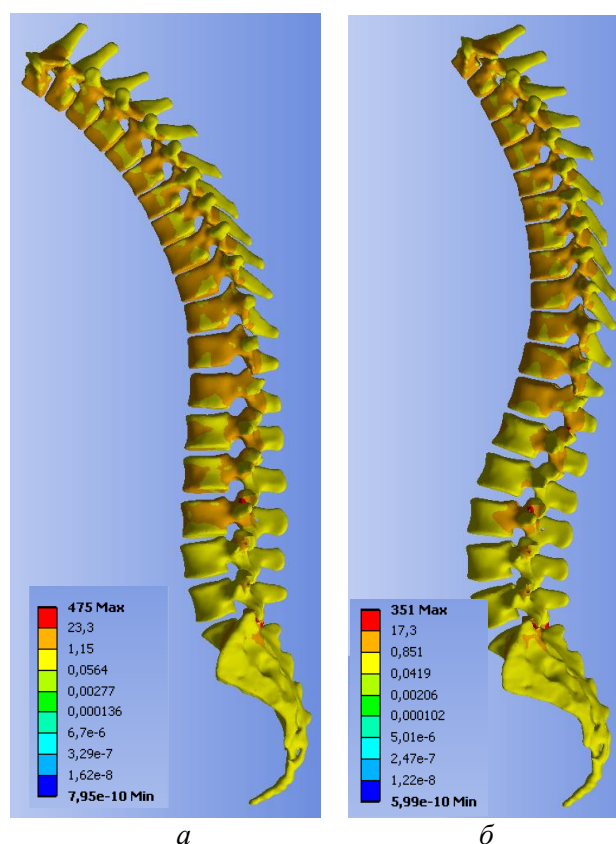 475 Max
23,3
1,15
0,0564
0,00277
0,000136
6,7e-6
3,29e-7
1,62e-8
7,95e-10 Min
351 Max
17,3
0,851
0,0419
0,00206
0,000102
5,01e-6
2,47e-7
1,22e-8
5,99e-10 Min
а
б